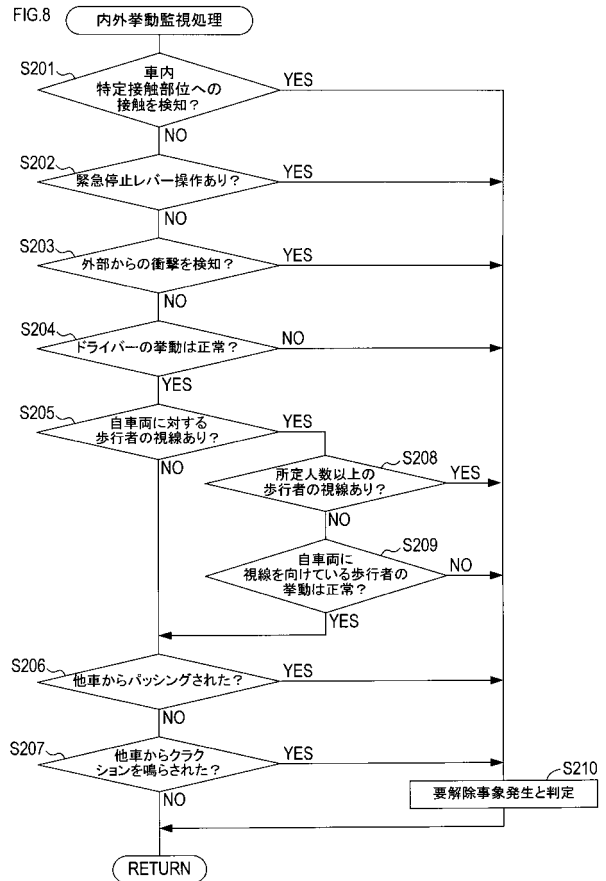 FIG.8
内外挙動監視処理
S201
車内
特定接触部位への
接触を検知?
YES
NO
S202
緊急停止レバー操作あり?
YES
NO
S203
外部からの衝撃を検知?
YES
NO
S204
ドライバーの挙動は正常?
NO
YES
S205
自車両に対する
歩行者の視線あり?
YES
NO
S208
所定人数以上の
歩行者の視線あり?
YES
NO
S209
自車両に
視線を向けている歩行者の
挙動は正常?
NO
YES
S206
他車からパッシングされた?
YES
NO
S207
他車からクラク
ションを鳴らされた?
YES
NO
S210
要解除事象発生と判定
RETURN